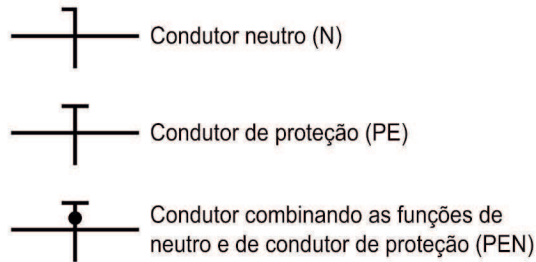 Condutor neutro (N)
Condutor de proteção (PE)
Condutor combinando as funções de
neutro e de condutor de proteção (PEN)